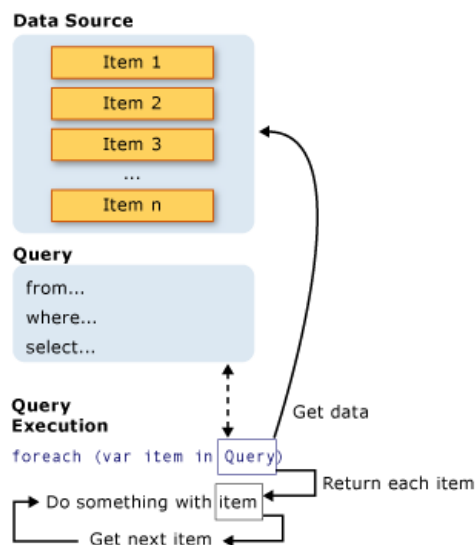 Data Source
Item 1
Item 2
Item 3
...
Item n
Query
from...
where...
select...
Query
Execution
Get data
foreach (var item in Query)
Return each item
Do something with item
Get next item